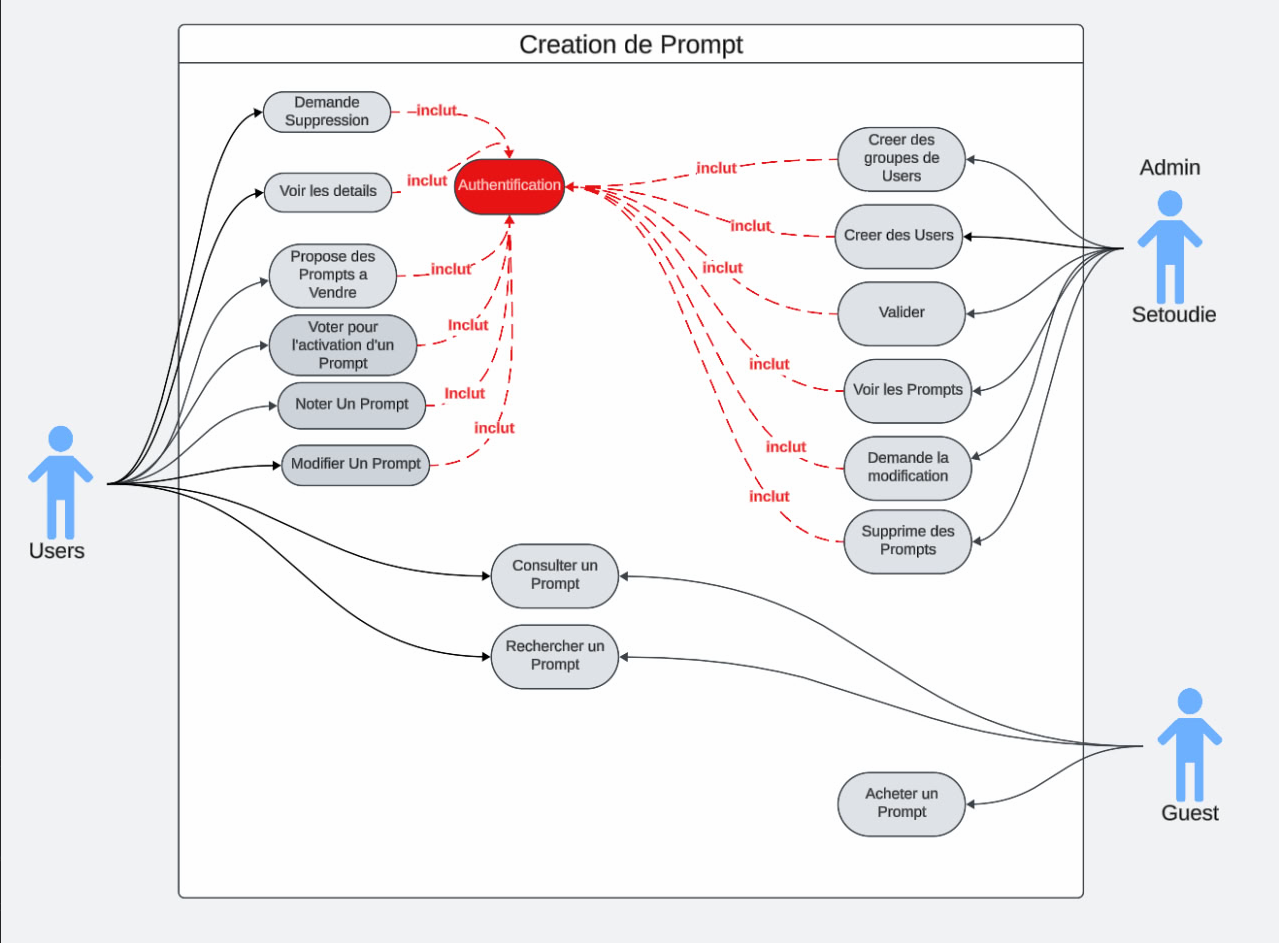 Creation de Prompt
Demande
Suppression
inclut
Voir les details
inclut
Authentification
Propose des
Prompts a
Vendre
inclut
Voter pour
l'activation d'un
Prompt
Inclut
Noter Un Prompt
Inclut
Modifier Un Prompt
inclut
Users
Consulter un
Prompt
Rechercher un
Prompt
Creer des
groupes de
Users
inclut
Creer des Users
inclut
Valider
inclut
Voir les Prompts
inclut
Demande la
modification
inclut
Supprime des
Prompts
inclut
Admin
Setoudie
Acheter un
Prompt
Guest